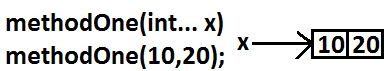 methodOne(int... x)
methodOne(10,20);
x
10 20